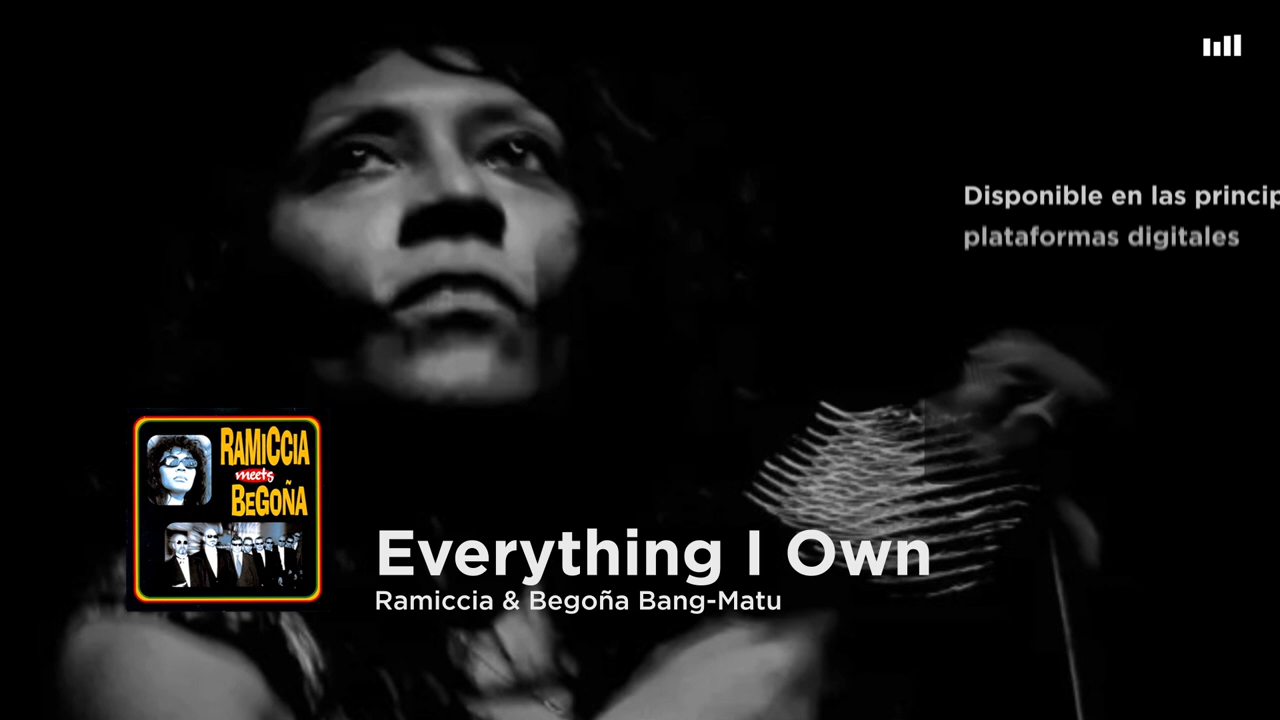 Disponible en las princip
plataformas digitales
RAMiCCiA
meets
BEGOÑA
Everything I Own
Ramiccia & Begoña Bang-Matu